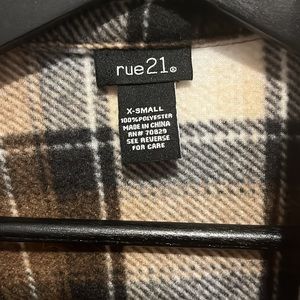 rue21®
X-SMALL
100%POLYESTER
MADE IN CHINA
RN# 70829
SEE REVERSE
FOR CARE